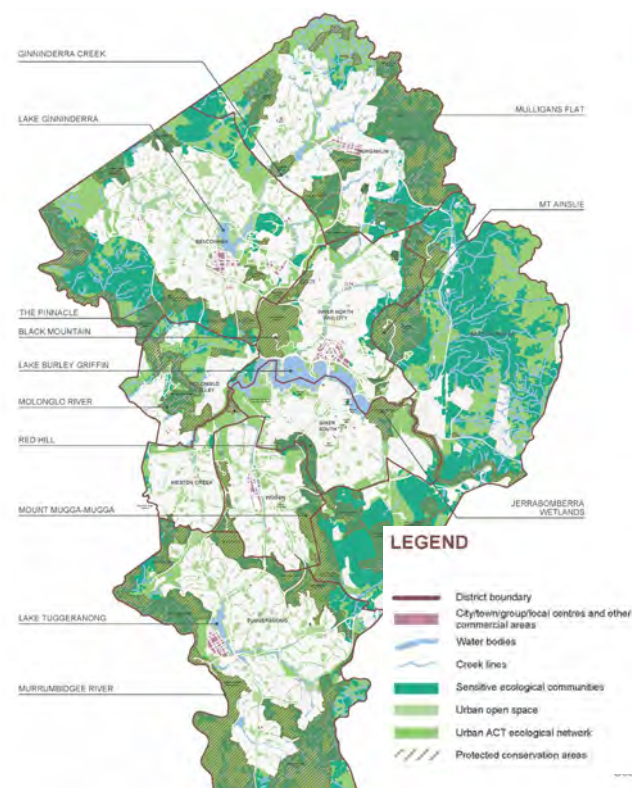 GINNINDERRA CREEK
LAKE GINNINDERRA
MULLIGANS FLAT
MT AINSLIE
THE PINNACLE
BLACK MOUNTAIN
LAKE BURLEY GRIFFIN
MOLONGLO RIVER
RED HILL
MOUNT MUGGA-MUGGA
LAKE TUGGERANONG
MURRUMBIDGEE RIVER
JERRABOMBERRA
WETLANDS
BELCONNEN
INNER NORTH
AND CITY
INNER
SOUTH
WESTON CREEK
WODEN
TUGGERANONG
LEGEND
District boundary
City/town/group/local centres and other
commercial areas
Water bodies
Creek lines
Sensitive ecological communities
Urban open space
Urban ACT ecological network
Protected conservation areas